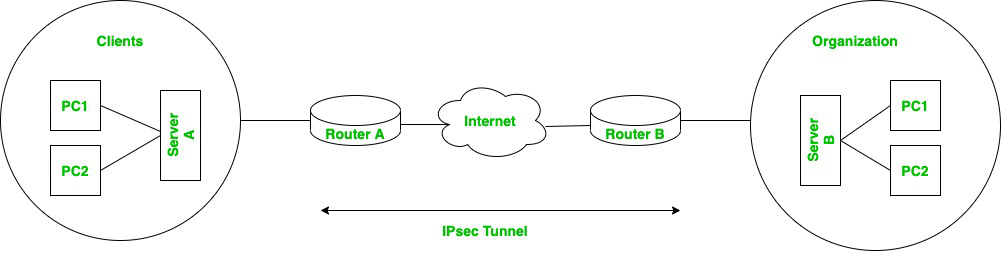 Clients
PC1
PC2
Server
A
Router A
Internet
Router B
IPsec Tunnel
Organization
Server
B
PC1
PC2